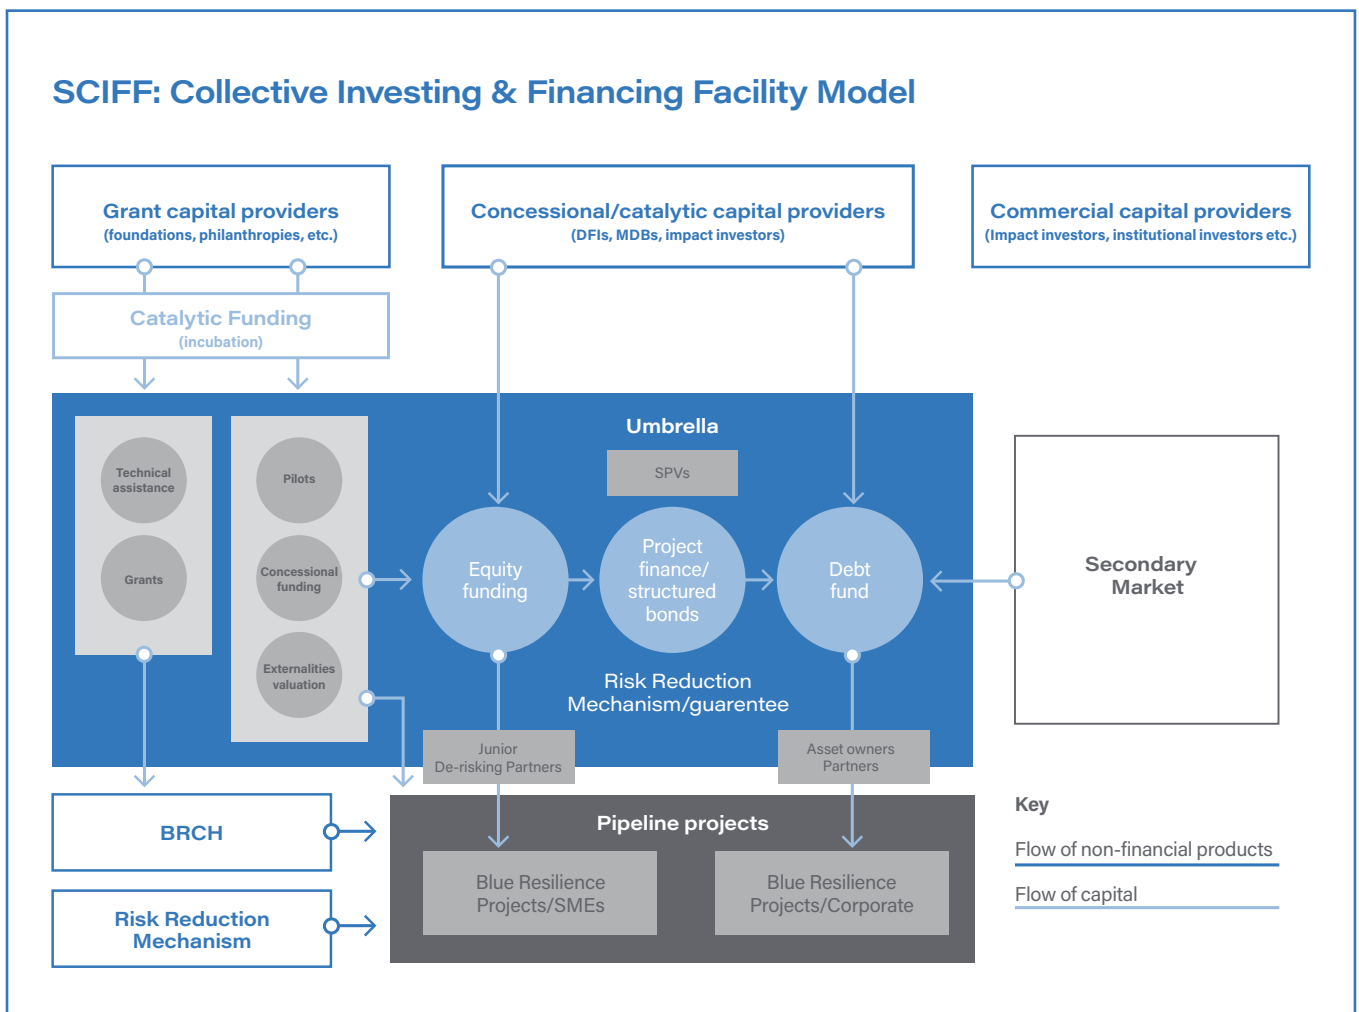 SCIFF: Collective Investing & Financing Facility Model
Grant capital providers
(foundations, philanthropies, etc.)
Concessional/catalytic capital providers
(DFIs, MDBs, impact investors)
Commercial capital providers
(Impact investors, institutional investors etc.)
Catalytic Funding
(incubation)
Umbrella
SPVs
Technical
assistance
Grants
Pilots
Concessional
funding
Externalities
valuation
Equity
funding
Project
finance/
structured
bonds
Debt
fund
Secondary
Market
Risk Reduction
Mechanism/guarentee
Junior
De-risking Partners
Asset owners
Partners
BRCH
Risk Reduction
Mechanism
Pipeline projects
Blue Resilience
Projects/SMEs
Blue Resilience
Projects/Corporate
Key
Flow of non-financial products
Flow of capital